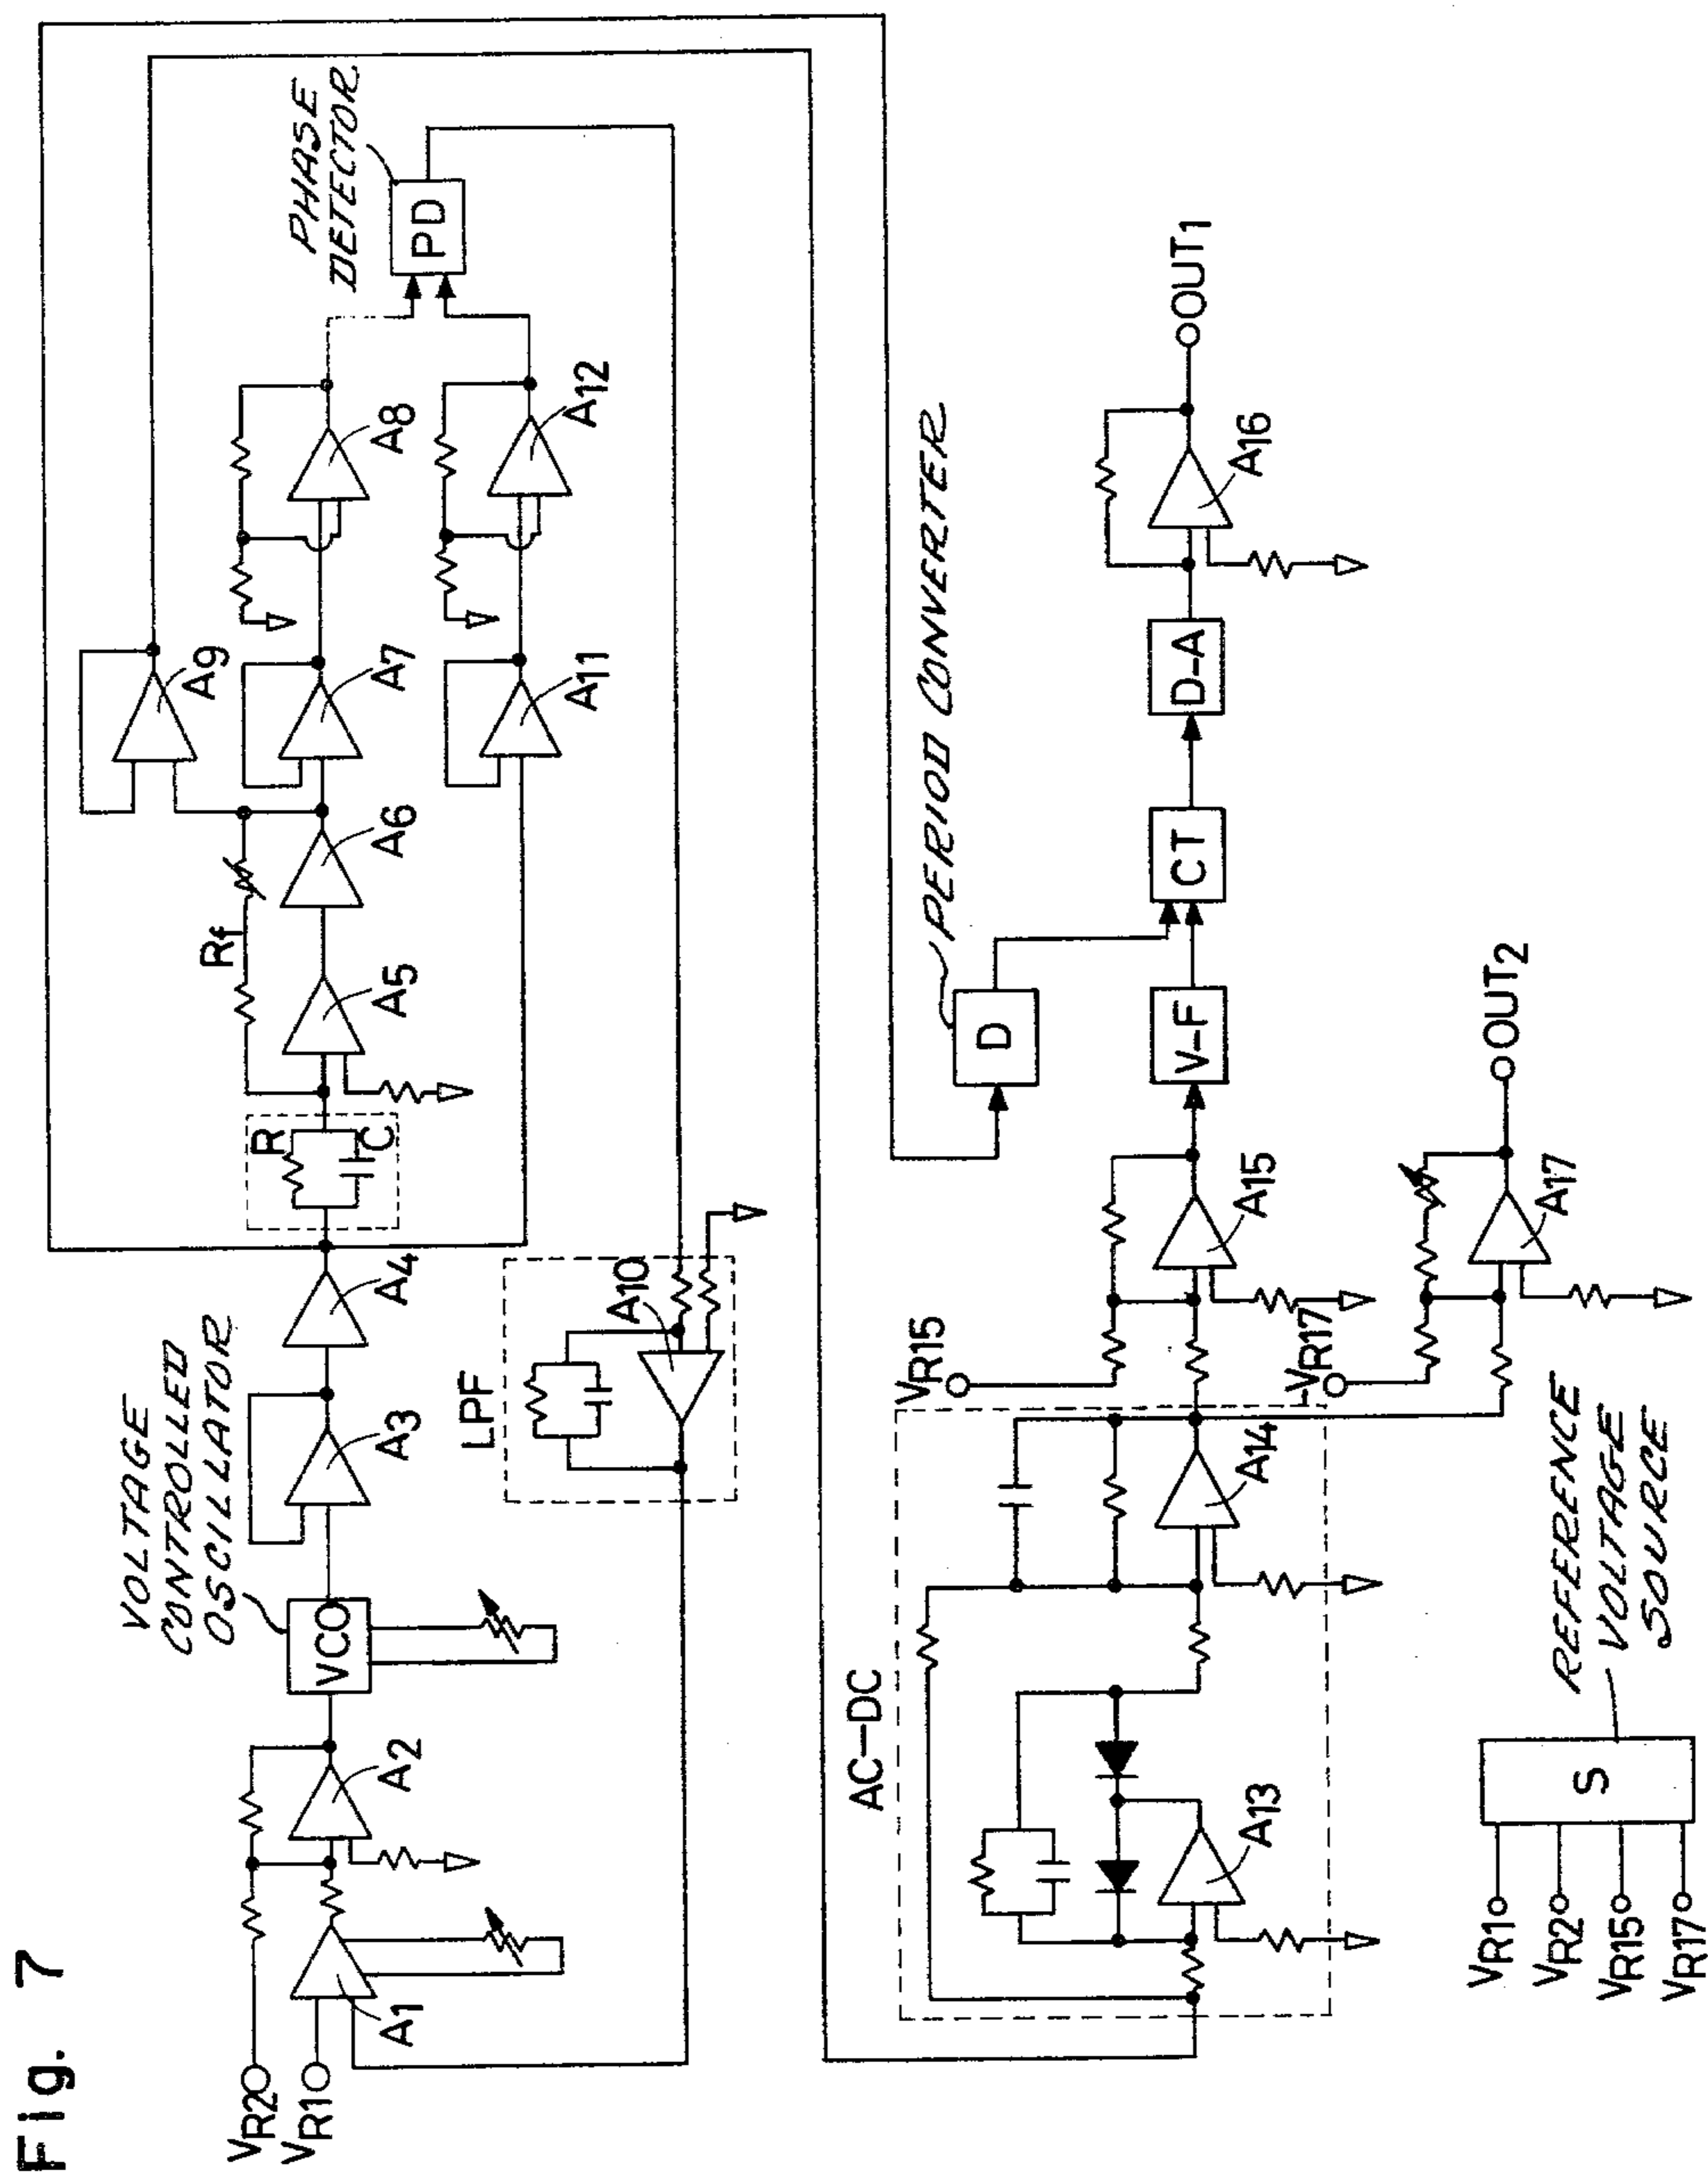 Fig. 7
VR2
VR1
A1
A2
VOLTAGE
CONTROLLED
OSCILLATOR
VCO
A3
A4
R
C
Rf
A5
A6
A9
A7
A8
A11
A12
PHASE
DETECTOR
PD
LPF
A10
AC-DC
A13
A14
VR15
A15
-VR17
A17
OUT2
PERIOD CONVERTER
D
V-F
CT
D-A
A16
OUT1
REFERENCE
VOLTAGE
SOURCE
S
VR1
VR2
VR15
VR17